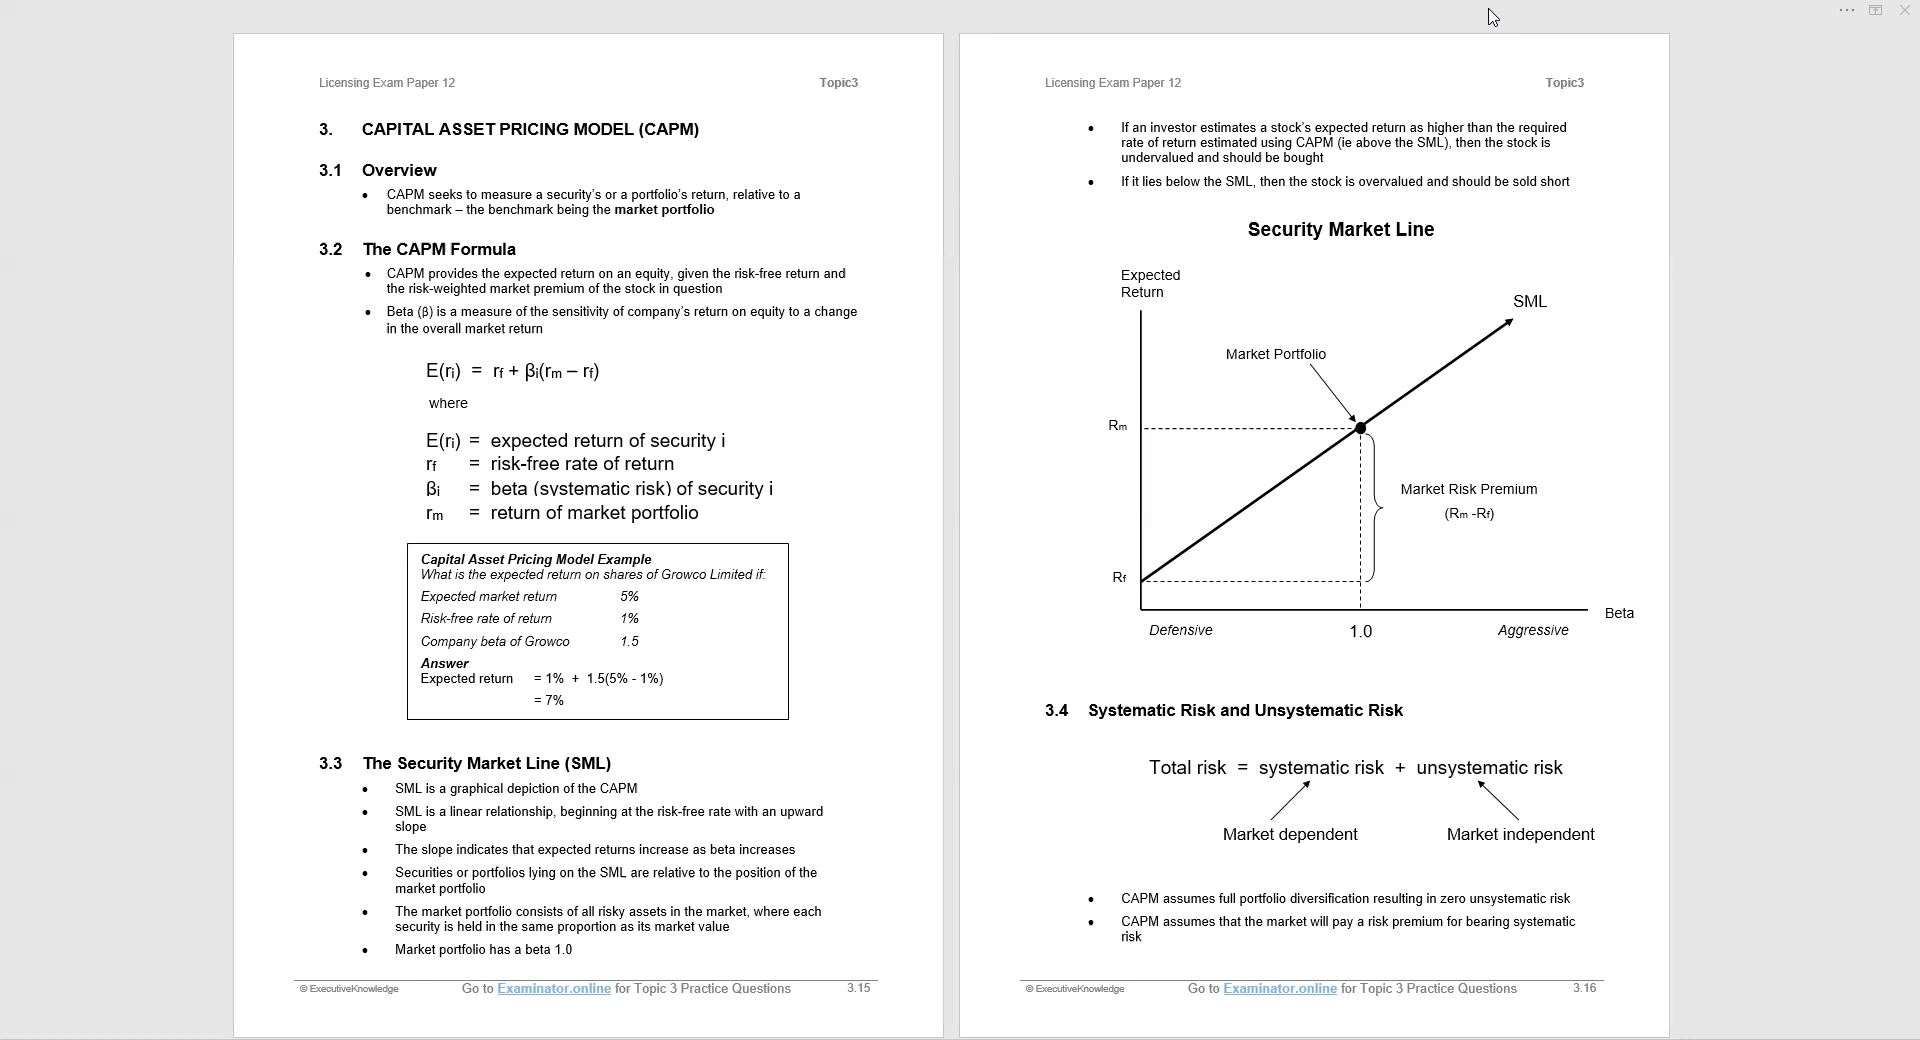 Licensing Exam Paper 12 Topic3
3. CAPITAL ASSET PRICING MODEL (CAPM)
3.1 Overview
• CAPM seeks to measure a security's or a portfolio's return, relative to a
benchmark – the benchmark being the market portfolio
3.2 The CAPM Formula
• CAPM provides the expected return on an equity, given the risk-free return and
the risk-weighted market premium of the stock in question
• Beta (β) is a measure of the sensitivity of company's return on equity to a change
in the overall market return
E(ri) = rf + βi(rm – rf)
where
E(ri) = expected return of security i
rf = risk-free rate of return
βi = beta (systematic risk) of security i
rm = return of market portfolio
Capital Asset Pricing Model Example
What is the expected return on shares of Growco Limited if:
Expected market return 5%
Risk-free rate of return 1%
Company beta of Growco 1.5
Answer
Expected return = 1% + 1.5(5% - 1%)
= 7%
3.3 The Security Market Line (SML)
• SML is a graphical depiction of the CAPM
• SML is a linear relationship, beginning at the risk-free rate with an upward
slope
• The slope indicates that expected returns increase as beta increases
• Securities or portfolios lying on the SML are relative to the position of the
market portfolio
• The market portfolio consists of all risky assets in the market, where each
security is held in the same proportion as its market value
• Market portfolio has a beta 1.0
© ExecutiveKnowledge Go to Examinator.online for Topic 3 Practice Questions 3.15
Licensing Exam Paper 12 Topic3
• If an investor estimates a stock's expected return as higher than the required
rate of return estimated using CAPM (ie above the SML), then the stock is
undervalued and should be bought
• If it lies below the SML, then the stock is overvalued and should be sold short
Security Market Line
Expected
Return
SML
Market Portfolio
Rm
Market Risk Premium
(Rm -Rf)
Rf
Beta
Defensive 1.0 Aggressive
3.4 Systematic Risk and Unsystematic Risk
Total risk = systematic risk + unsystematic risk
Market dependent Market independent
• CAPM assumes full portfolio diversification resulting in zero unsystematic risk
• CAPM assumes that the market will pay a risk premium for bearing systematic
risk
© ExecutiveKnowledge Go to Examinator.online for Topic 3 Practice Questions 3.16